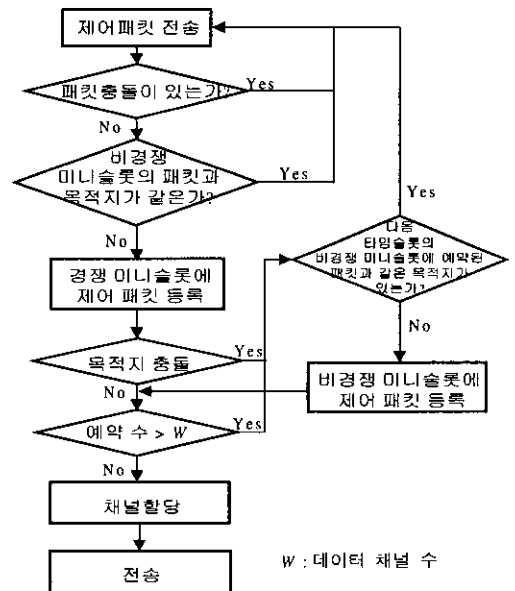 제어패킷 전송
패킷충돌이 있는가?
Yes
No
비경쟁
미니슬롯의 패킷과
목적지가 같은가?
Yes
No
경쟁 미니슬롯에
제어 패킷 등록
목적지 충돌
Yes
No
예약 수 > W
Yes
No
채널할당
전송
Yes
다음
타임슬롯의
비경쟁 미니슬롯에 예약된
패킷과 같은 목적지가
있는가?
No
비경쟁 미니슬롯에
제어 패킷 등록
W : 데이터 채널 수